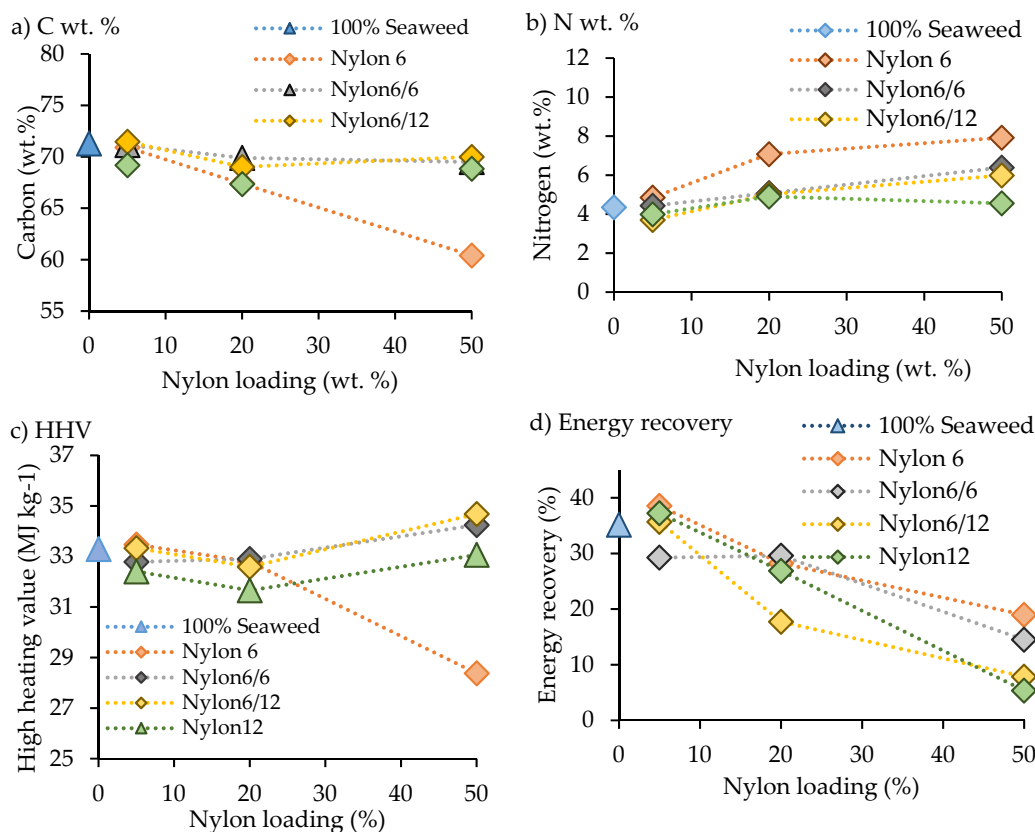 a) C wt. %
100% Seaweed
Nylon 6
Nylon6/6
Nylon6/12
Carbon (wt.%)
80
75
70
65
60
55
0 10 20 30 40 50
Nylon loading (wt. %)
b) N wt. %
100% Seaweed
Nylon 6
Nylon6/6
Nylon6/12
Nitrogen (wt.%)
12
10
8
6
4
2
0
0 10 20 30 40 50
Nylon loading (wt. %)
c) HHV
High heating value (MJ kg-1)
37
35
33
31
29
27
25
100% Seaweed
Nylon 6
Nylon6/6
Nylon6/12
Nylon12
0 10 20 30 40 50
Nylon loading (%)
d) Energy recovery
100% Seaweed
Nylon 6
Nylon6/6
Nylon6/12
Nylon12
Energy recovery (%)
40
30
20
10
0
0 10 20 30 40 50
Nylon loading (%)